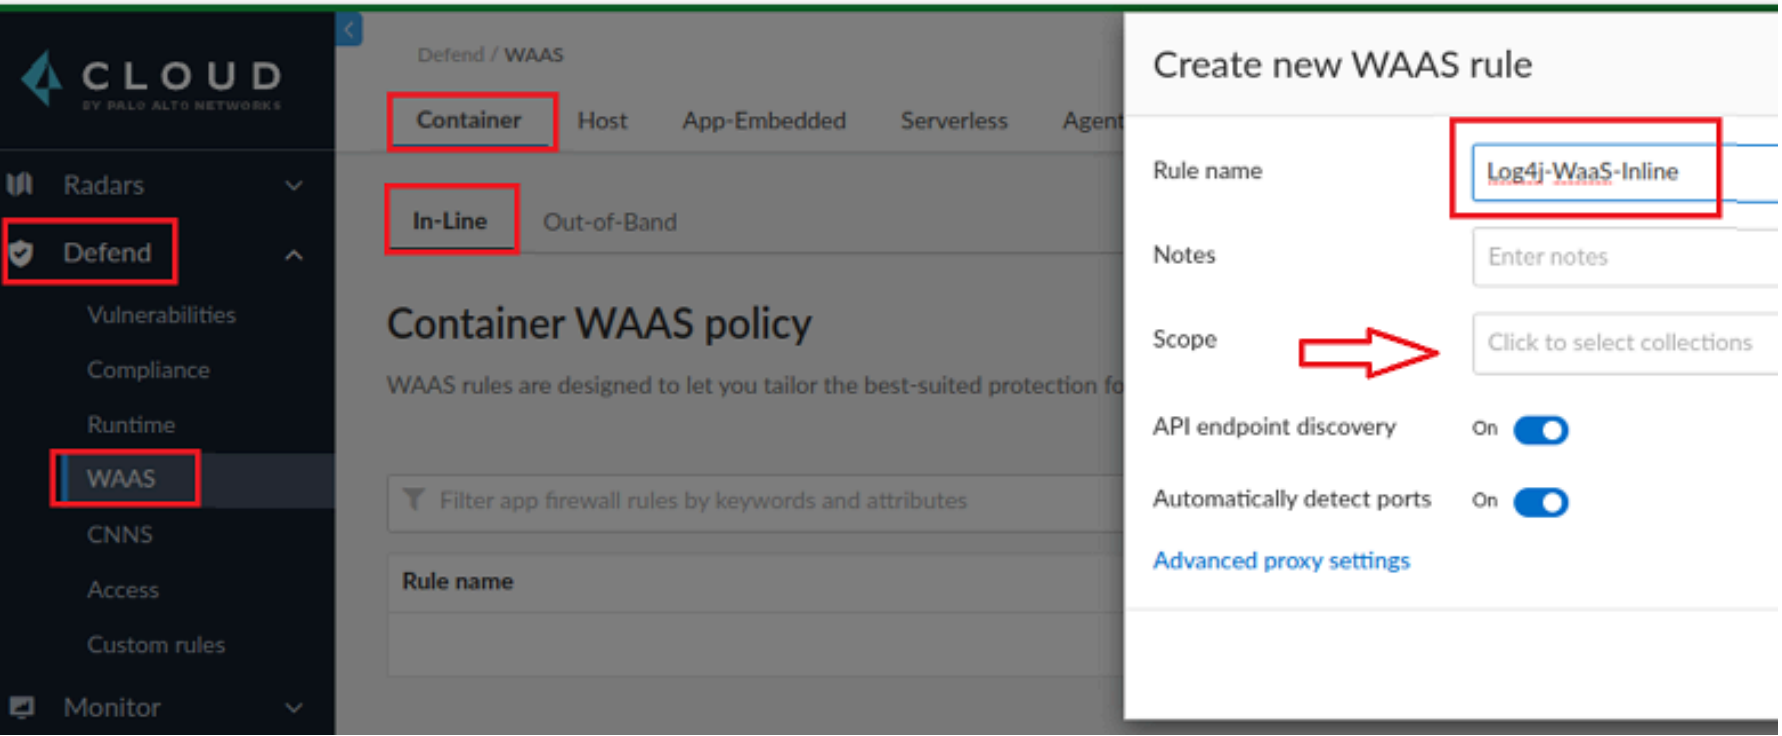 CLOUD
BY PALO ALTO NETWORKS
Radars
Defend
Vulnerabilities
Compliance
Runtime
WAAS
CNNS
Access
Custom rules
Monitor
Defend / WAAS
Container Host App-Embedded Serverless Agent
In-Line Out-of-Band
Container WAAS policy
WAAS rules are designed to let you tailor the best-suited protection fo
Filter app firewall rules by keywords and attributes
Rule name
Create new WAAS rule
Rule name Log4j-WaaS-Inline
Notes Enter notes
Scope Click to select collections
API endpoint discovery On
Automatically detect ports On
Advanced proxy settings